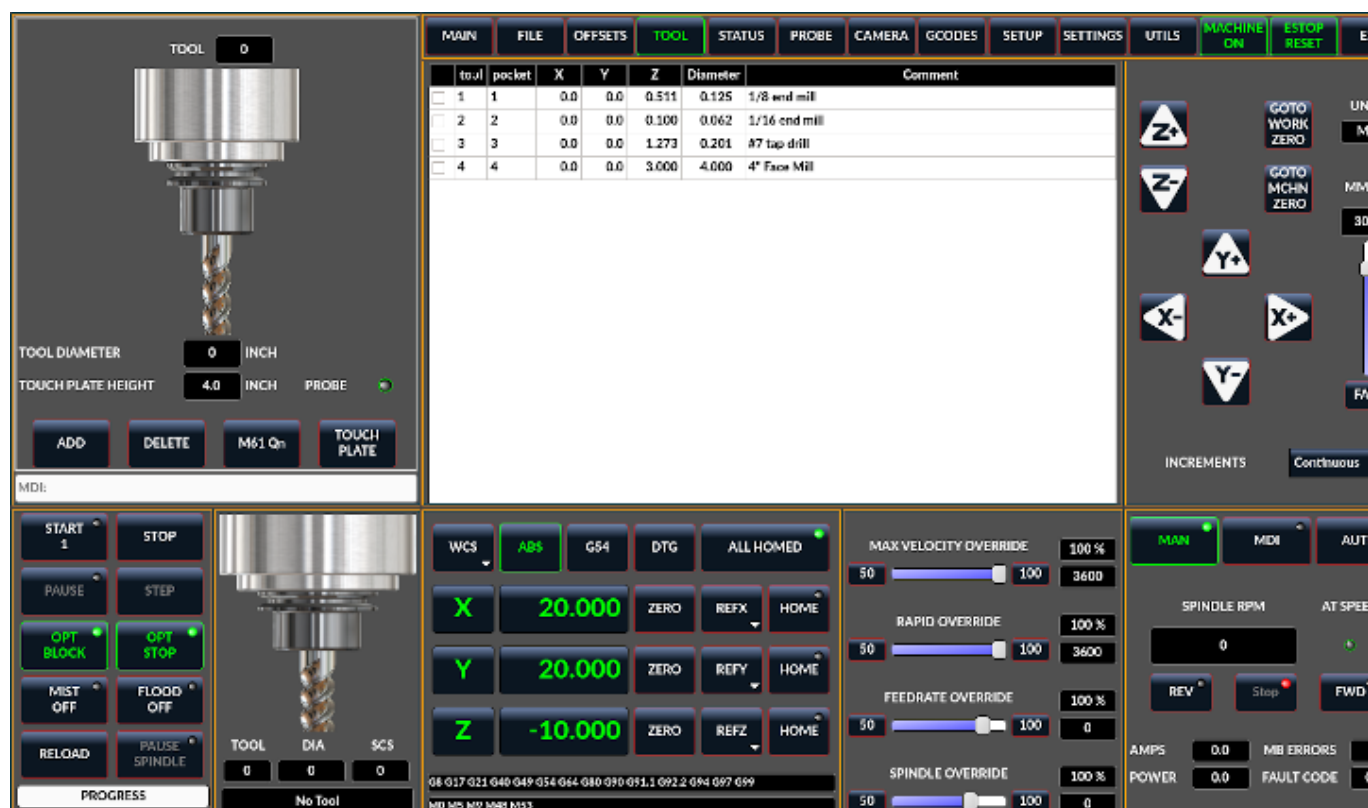 TOOL 0
TOOL DIAMETER 0 INCH
TOUCH PLATE HEIGHT 4.0 INCH PROBE
ADD DELETE M61 Qn TOUCH PLATE
MDI:
MAIN FILE OFFSETS TOOL STATUS PROBE CAMERA GCODES SETUP SETTINGS UTILS MACHINE ON ESTOP RESET
tool pocket X Y Z Diameter Comment
1 1 0.0 0.0 0.511 0.125 1/8 end mill
2 2 0.0 0.0 0.100 0.062 1/16 end mill
3 3 0.0 0.0 1.273 0.201 #7 tap drill
4 4 0.0 0.0 3.000 4.000 4" Face Mill
Z+ GOTO WORK ZERO
Z- GOTO MCHN ZERO
Y+
X- X+
Y-
INCREMENTS Continuous
START 1 STOP
PAUSE STEP
OPT BLOCK OPT STOP
MIST OFF FLOOD OFF
RELOAD PAUSE SPINDLE
PROGRESS
TOOL DIA SCS
0 0 0
No Tool
WCS ABS G54 DTG ALL HOMED
X 20.000 ZERO REFX HOME
Y 20.000 ZERO REFY HOME
Z -10.000 ZERO REFZ HOME
G8 G17 G21 G40 G49 G54 G64 G80 G90 G91.1 G92.2 G94 G97 G99
M0 M5 M9 M48 M53
MAX VELOCITY OVERRIDE 100 %
50 100 3600
RAPID OVERRIDE 100 %
50 100 3600
FEEDRATE OVERRIDE 100 %
50 100 0
SPINDLE OVERRIDE 100 %
50 100 0
MAN MDI
SPINDLE RPM AT
0
REV Stop FWD
AMPS 0.0 MB ERRORS
POWER 0.0 FAULT CODE